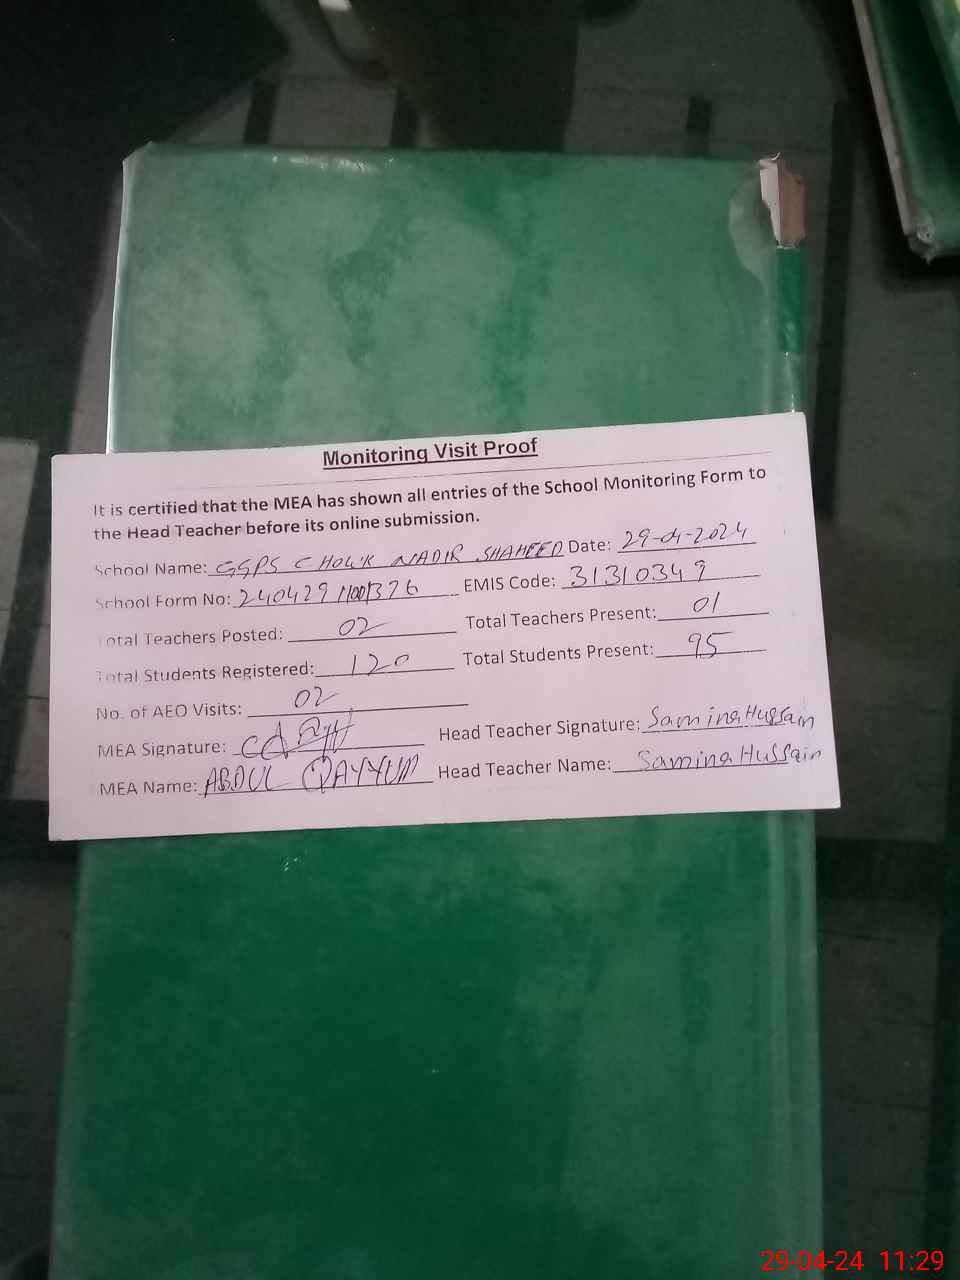 Monitoring Visit Proof
It is certified that the MEA has shown all entries of the School Monitoring Form to
the Head Teacher before its online submission.
School Name: GGPS CHOWK NADIR SHAHEED Date: 29-04-2024
School Form No: 24042911001376 EMIS Code: 31310349
Total Teachers Posted: 02 Total Teachers Present: 01
Total Students Registered: 120 Total Students Present: 95
No. of AEO Visits: 02
MEA Signature: Head Teacher Signature: Samina Hussain
MEA Name: ABDUL QAYYUM Head Teacher Name: Samina Hussain
29-04-24 11:29